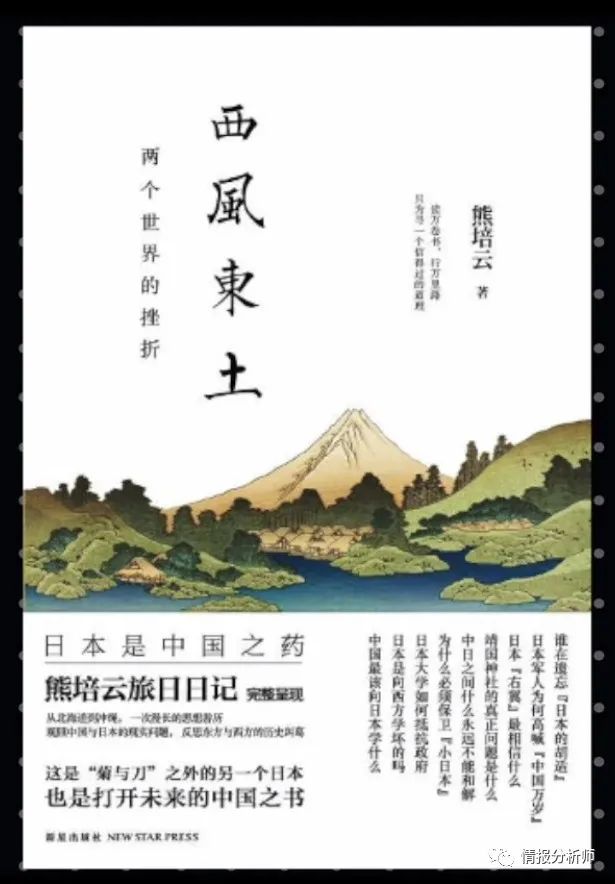 西風東土
两个世界的挫折
熊培云 著
读万卷书，行万里路
只为寻一个信得过的道理
日本是中国之药
熊培云旅日日记 完整呈现
从北海道到冲绳，一次漫长的思想游历
观照中国与日本的现实问题，反思东方与西方的历史纠葛
这是“菊与刀”之外的另一个日本
也是打开未来的中国之书
新星出版社 NEW STAR PRESS
谁在遗忘『日本的胡适』
日本军人为何高喊『中国万岁』
日本『右翼』最相信什么
靖国神社的真正问题是什么
中日之间什么永远不能和解
为什么必须保卫『小日本』
日本大学如何抵抗政府
日本是向西方学坏的吗
中国最该向日本学什么
情报分析师